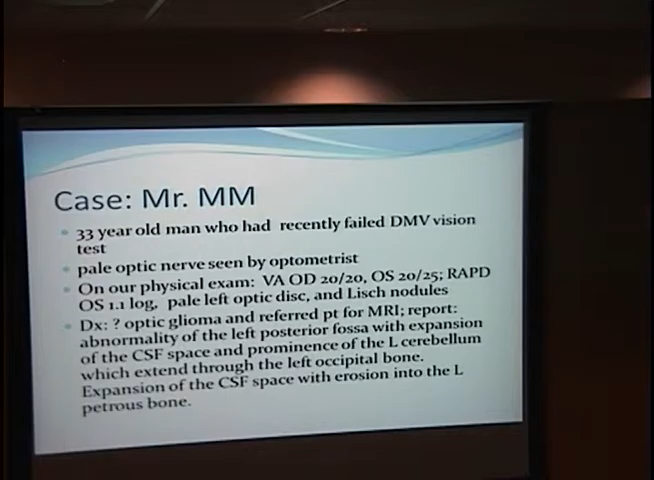 Case: Mr. MM
33 year old man who had recently failed DMV vision
test
pale optic nerve seen by optometrist
On our physical exam: VA OD 20/20, OS 20/25; RAPD
OS 1.1 log, pale left optic disc, and Lisch nodules
Dx: ? optic glioma and referred pt for MRI; report:
abnormality of the left posterior fossa with expansion
of the CSF space and prominence of the L cerebellum
which extend through the left occipital bone.
Expansion of the CSF space with erosion into the L
petrous bone.